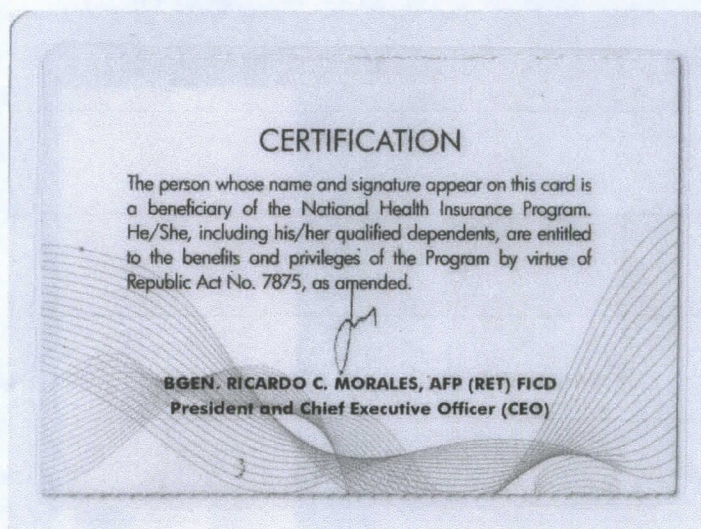 CERTIFICATION
The person whose name and signature appear on this card is
a beneficiary of the National Health Insurance Program.
He/She, including his/her qualified dependents, are entitled
to the benefits and privileges of the Program by virtue of
Republic Act No. 7875, as amended.
BGEN. RICARDO C. MORALES, AFP (RET) FICD
President and Chief Executive Officer (CEO)